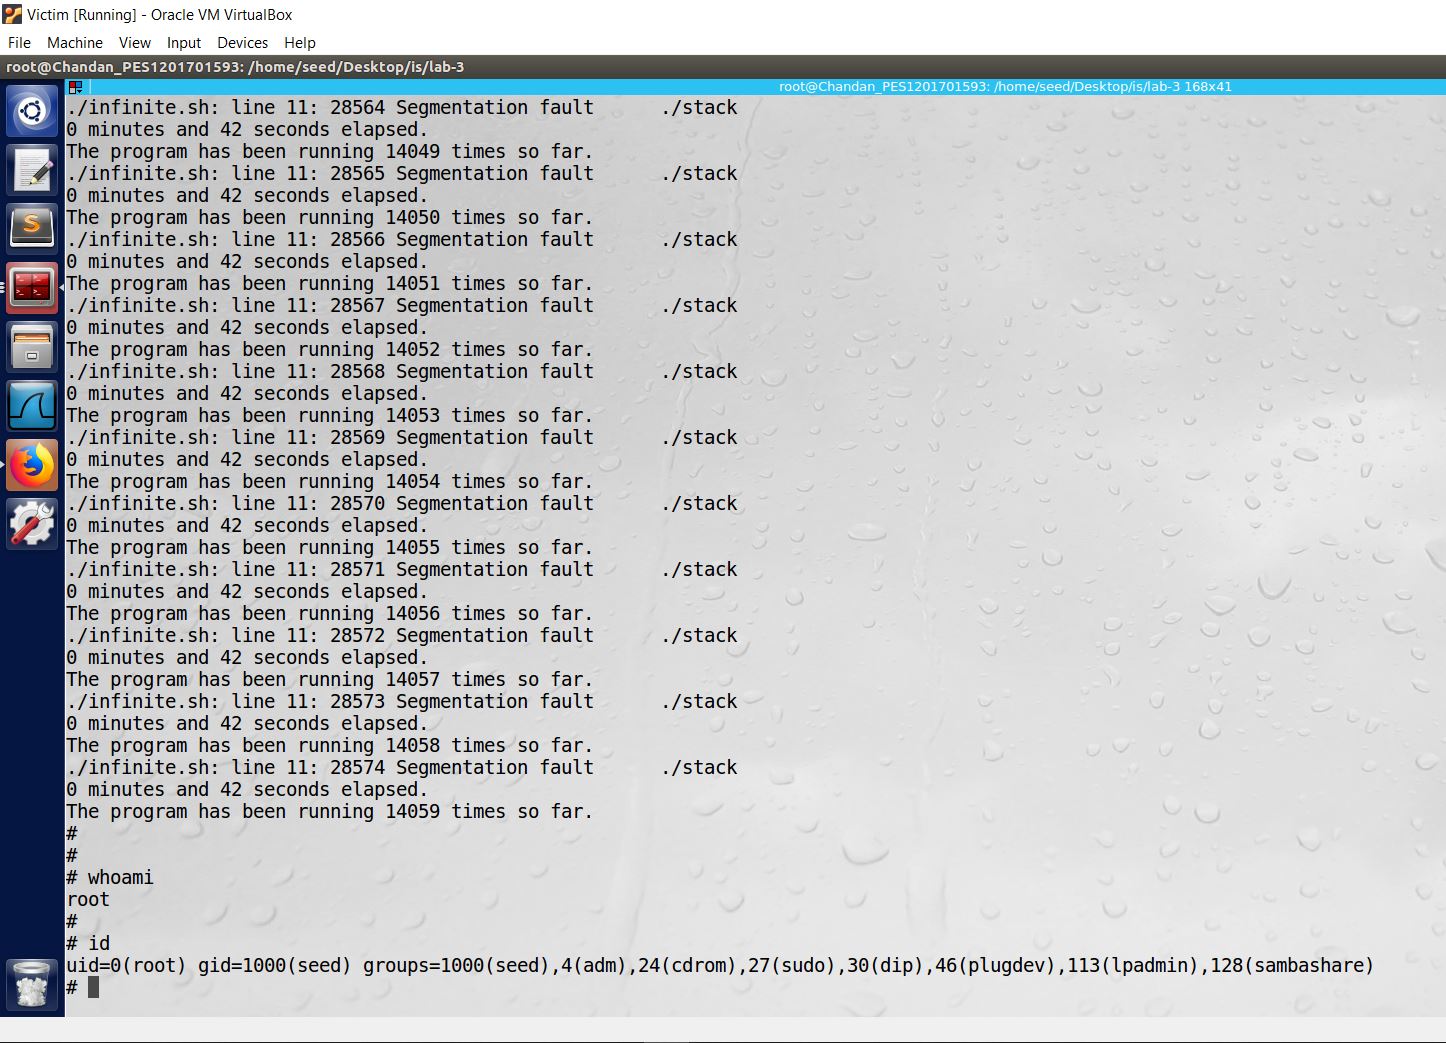 Victim [Running] - Oracle VM VirtualBox
File Machine View Input Devices Help
root@Chandan_PES1201701593: /home/seed/Desktop/is/lab-3
root@Chandan_PES1201701593: /home/seed/Desktop/is/lab-3 168x41
./infinite.sh: line 11: 28564 Segmentation fault ./stack
0 minutes and 42 seconds elapsed.
The program has been running 14049 times so far.
./infinite.sh: line 11: 28565 Segmentation fault ./stack
0 minutes and 42 seconds elapsed.
The program has been running 14050 times so far.
./infinite.sh: line 11: 28566 Segmentation fault ./stack
0 minutes and 42 seconds elapsed.
The program has been running 14051 times so far.
./infinite.sh: line 11: 28567 Segmentation fault ./stack
0 minutes and 42 seconds elapsed.
The program has been running 14052 times so far.
./infinite.sh: line 11: 28568 Segmentation fault ./stack
0 minutes and 42 seconds elapsed.
The program has been running 14053 times so far.
./infinite.sh: line 11: 28569 Segmentation fault ./stack
0 minutes and 42 seconds elapsed.
The program has been running 14054 times so far.
./infinite.sh: line 11: 28570 Segmentation fault ./stack
0 minutes and 42 seconds elapsed.
The program has been running 14055 times so far.
./infinite.sh: line 11: 28571 Segmentation fault ./stack
0 minutes and 42 seconds elapsed.
The program has been running 14056 times so far.
./infinite.sh: line 11: 28572 Segmentation fault ./stack
0 minutes and 42 seconds elapsed.
The program has been running 14057 times so far.
./infinite.sh: line 11: 28573 Segmentation fault ./stack
0 minutes and 42 seconds elapsed.
The program has been running 14058 times so far.
./infinite.sh: line 11: 28574 Segmentation fault ./stack
0 minutes and 42 seconds elapsed.
The program has been running 14059 times so far.
#
#
# whoami
root
#
# id
uid=0(root) gid=1000(seed) groups=1000(seed),4(adm),24(cdrom),27(sudo),30(dip),46(plugdev),113(lpadmin),128(sambashare)
#